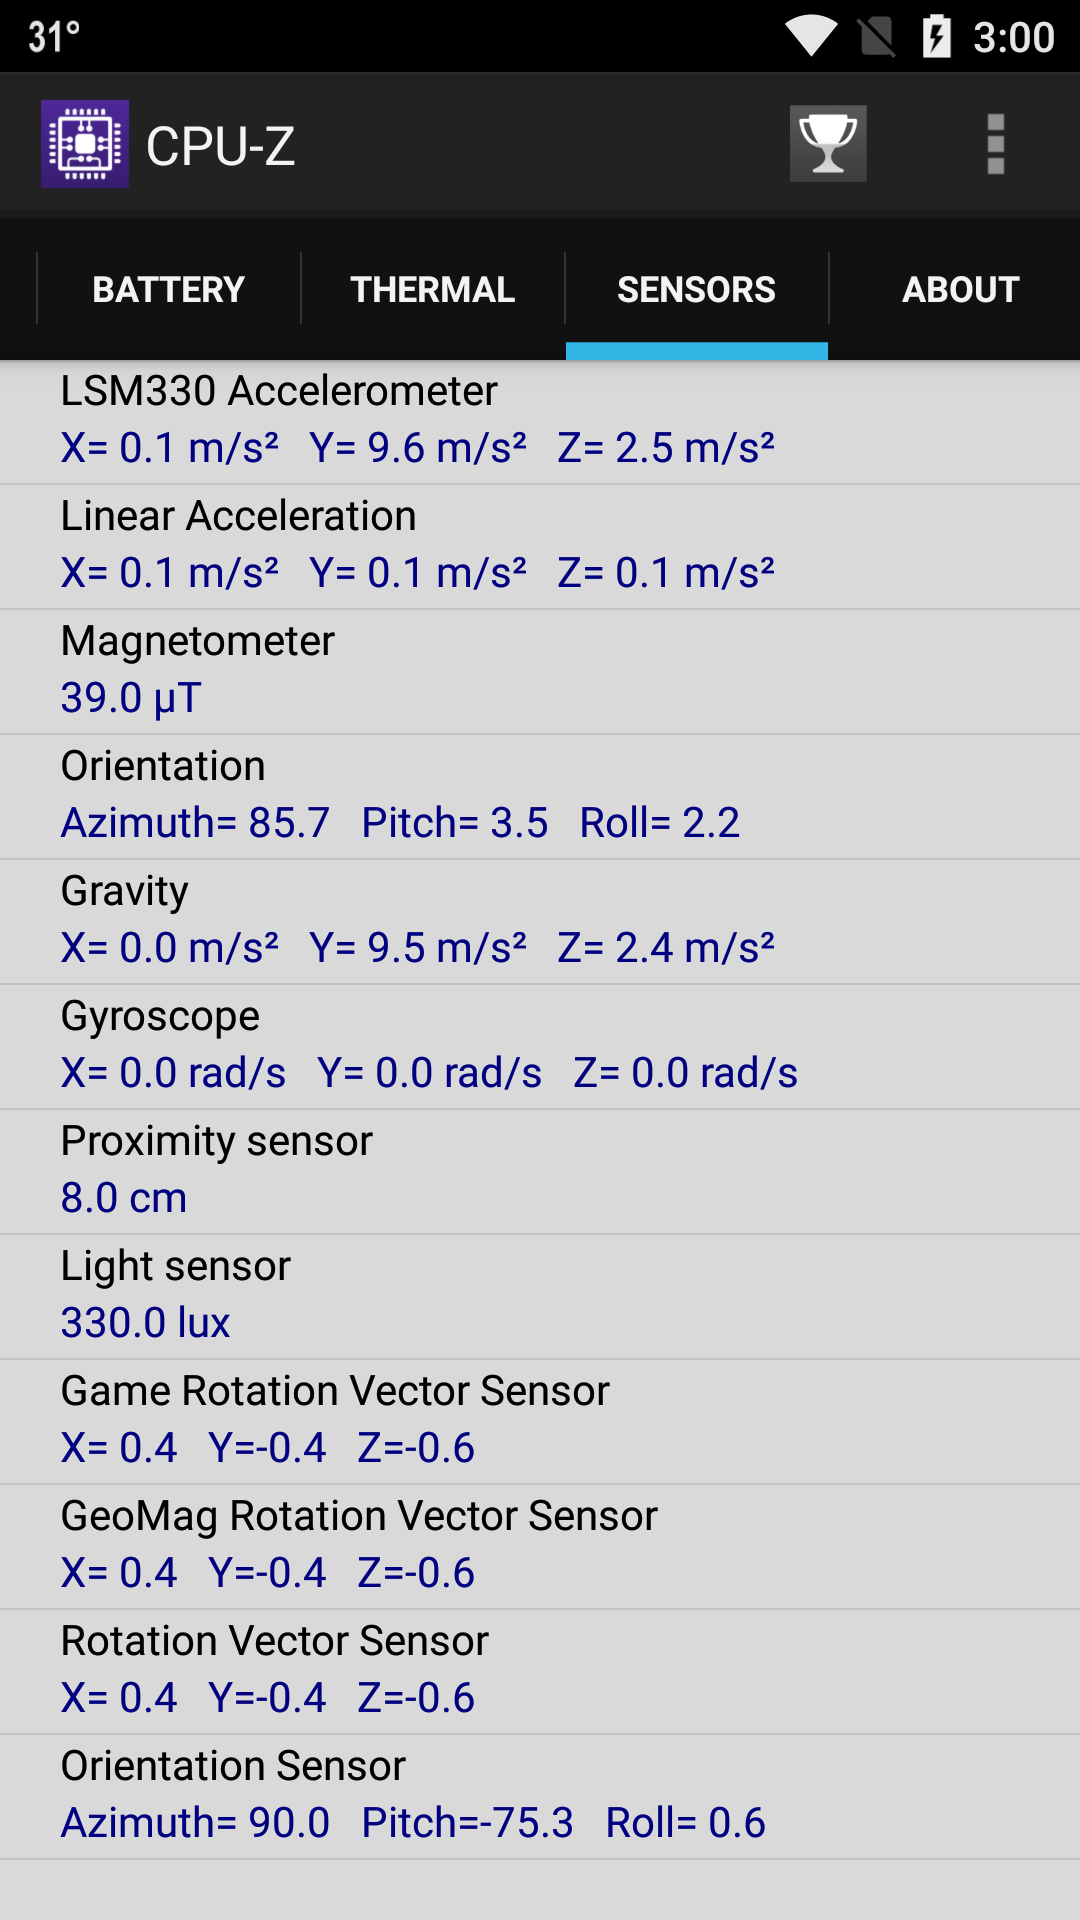 31°
3:00
CPU-Z
BATTERY THERMAL SENSORS ABOUT
LSM330 Accelerometer
X= 0.1 m/s² Y= 9.6 m/s² Z= 2.5 m/s²
Linear Acceleration
X= 0.1 m/s² Y= 0.1 m/s² Z= 0.1 m/s²
Magnetometer
39.0 µT
Orientation
Azimuth= 85.7 Pitch= 3.5 Roll= 2.2
Gravity
X= 0.0 m/s² Y= 9.5 m/s² Z= 2.4 m/s²
Gyroscope
X= 0.0 rad/s Y= 0.0 rad/s Z= 0.0 rad/s
Proximity sensor
8.0 cm
Light sensor
330.0 lux
Game Rotation Vector Sensor
X= 0.4 Y=-0.4 Z=-0.6
GeoMag Rotation Vector Sensor
X= 0.4 Y=-0.4 Z=-0.6
Rotation Vector Sensor
X= 0.4 Y=-0.4 Z=-0.6
Orientation Sensor
Azimuth= 90.0 Pitch=-75.3 Roll= 0.6